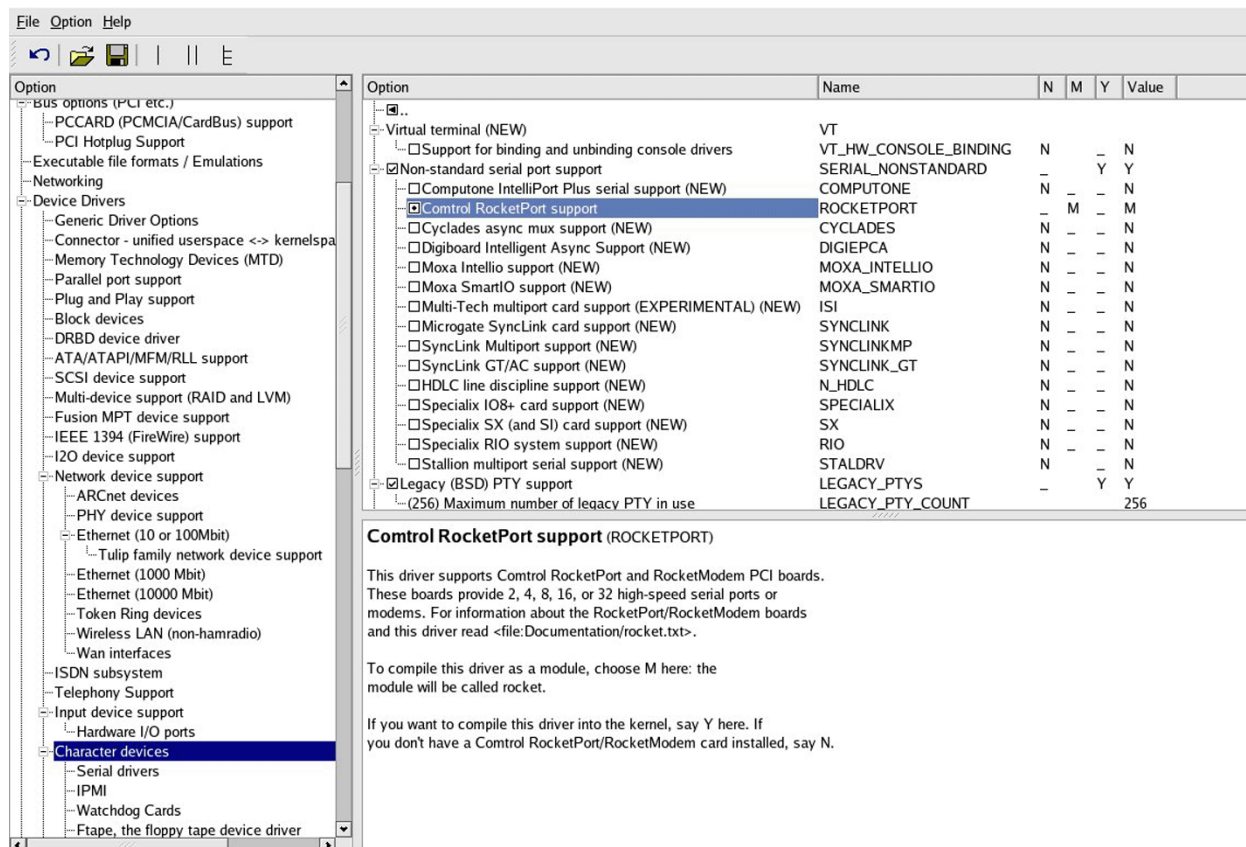 File Option Help
Option
Bus options (PCI etc.)
PCCARD (PCMCIA/CardBus) support
PCI Hotplug Support
Executable file formats / Emulations
Networking
Device Drivers
Generic Driver Options
Connector - unified userspace <-> kernelspa
Memory Technology Devices (MTD)
Parallel port support
Plug and Play support
Block devices
DRBD device driver
ATA/ATAPI/MFM/RLL support
SCSI device support
Multi-device support (RAID and LVM)
Fusion MPT device support
IEEE 1394 (FireWire) support
I2O device support
Network device support
ARCnet devices
PHY device support
Ethernet (10 or 100Mbit)
Tulip family network device support
Ethernet (1000 Mbit)
Ethernet (10000 Mbit)
Token Ring devices
Wireless LAN (non-hamradio)
Wan interfaces
ISDN subsystem
Telephony Support
Input device support
Hardware I/O ports
Character devices
Serial drivers
IPMI
Watchdog Cards
Ftape, the floppy tape device driver
Option Name N M Y Value
..
Virtual terminal (NEW) VT
Support for binding and unbinding console drivers VT_HW_CONSOLE_BINDING N _ N
Non-standard serial port support SERIAL_NONSTANDARD _ Y Y
Computone IntelliPort Plus serial support (NEW) COMPUTONE N _ _ N
Comtrol RocketPort support ROCKETPORT _ M _ M
Cyclades async mux support (NEW) CYCLADES N _ _ N
Digiboard Intelligent Async Support (NEW) DIGIEPCA N _ _ N
Moxa Intellio support (NEW) MOXA_INTELLIO N _ _ N
Moxa SmartIO support (NEW) MOXA_SMARTIO N _ _ N
Multi-Tech multiport card support (EXPERIMENTAL) (NEW) ISI N _ _ N
Microgate SyncLink card support (NEW) SYNCLINK N _ _ N
SyncLink Multiport support (NEW) SYNCLINKMP N _ _ N
SyncLink GT/AC support (NEW) SYNCLINK_GT N _ _ N
HDLC line discipline support (NEW) N_HDLC N _ _ N
Specialix IO8+ card support (NEW) SPECIALIX N _ _ N
Specialix SX (and SI) card support (NEW) SX N _ _ N
Specialix RIO system support (NEW) RIO N _ _ N
Stallion multiport serial support (NEW) STALDRV N _ N
Legacy (BSD) PTY support LEGACY_PTYS _ Y Y
(256) Maximum number of legacy PTY in use LEGACY_PTY_COUNT 256
Comtrol RocketPort support (ROCKETPORT)
This driver supports Comtrol RocketPort and RocketModem PCI boards.
These boards provide 2, 4, 8, 16, or 32 high-speed serial ports or
modems. For information about the RocketPort/RocketModem boards
and this driver read <file:Documentation/rocket.txt>.
To compile this driver as a module, choose M here: the
module will be called rocket.
If you want to compile this driver into the kernel, say Y here. If
you don't have a Comtrol RocketPort/RocketModem card installed, say N.